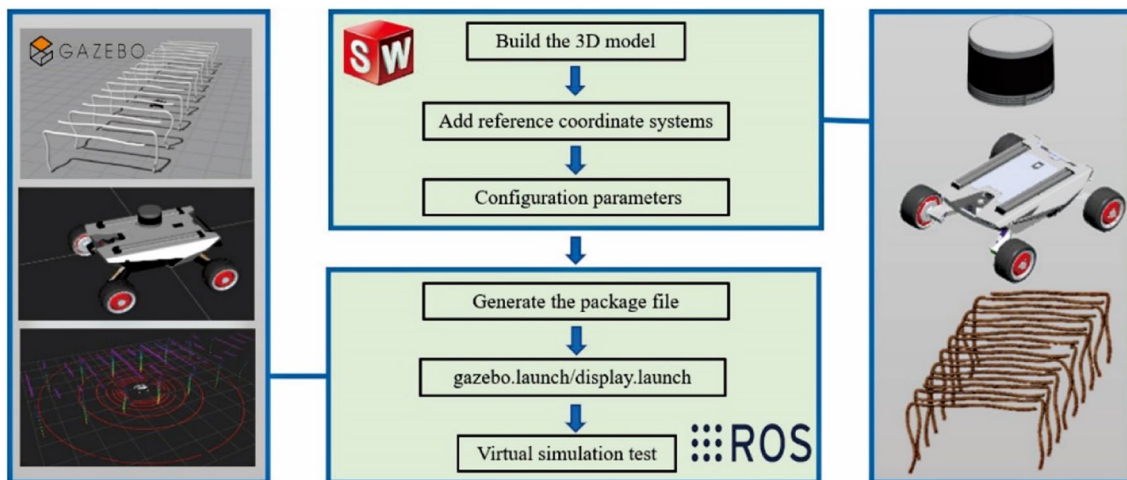 GAZEBO
SW
Build the 3D model
Add reference coordinate systems
Configuration parameters
Generate the package file
gazebo.launch/display.launch
Virtual simulation test
ROS